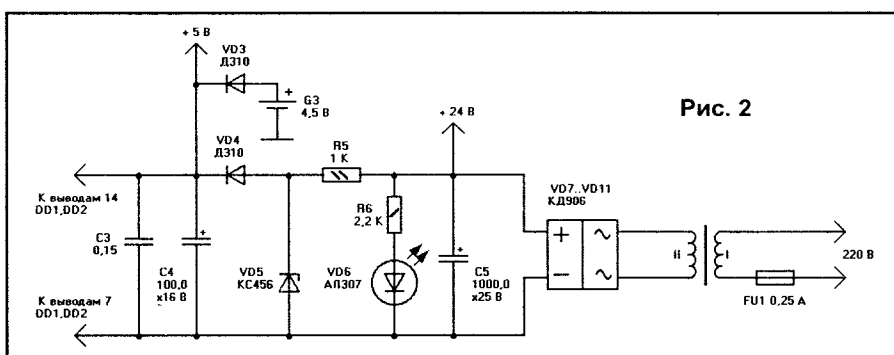 + 5 В
VD3
Д310
+
G3
4,5 В
Рис. 2
+ 24 В
VD4
Д310
R5
1 К
К выводам 14
DD1,DD2
VD7..VD11
КД906
R6
2,2 К
+
~
C3
0,15
+
+
II
I
220 В
C4
100,0
х16 В
VD5
КС456
VD6
АЛ307
C5
1000,0
х25 В
−
~
FU1 0,25 А
К выводам 7
DD1,DD2